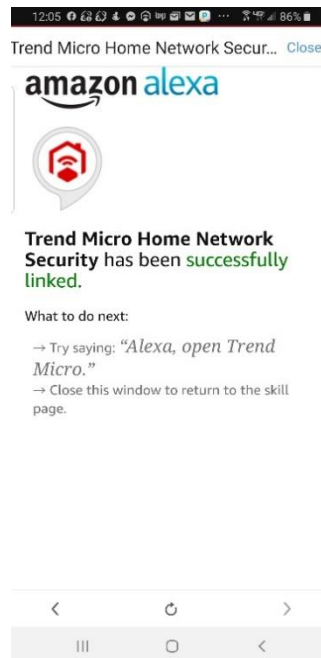 12:05 86%
Trend Micro Home Network Secur... Close
amazon alexa
Trend Micro Home Network
Security has been successfully
linked.
What to do next:
→ Try saying: “Alexa, open Trend
Micro.”
→ Close this window to return to the skill
page.